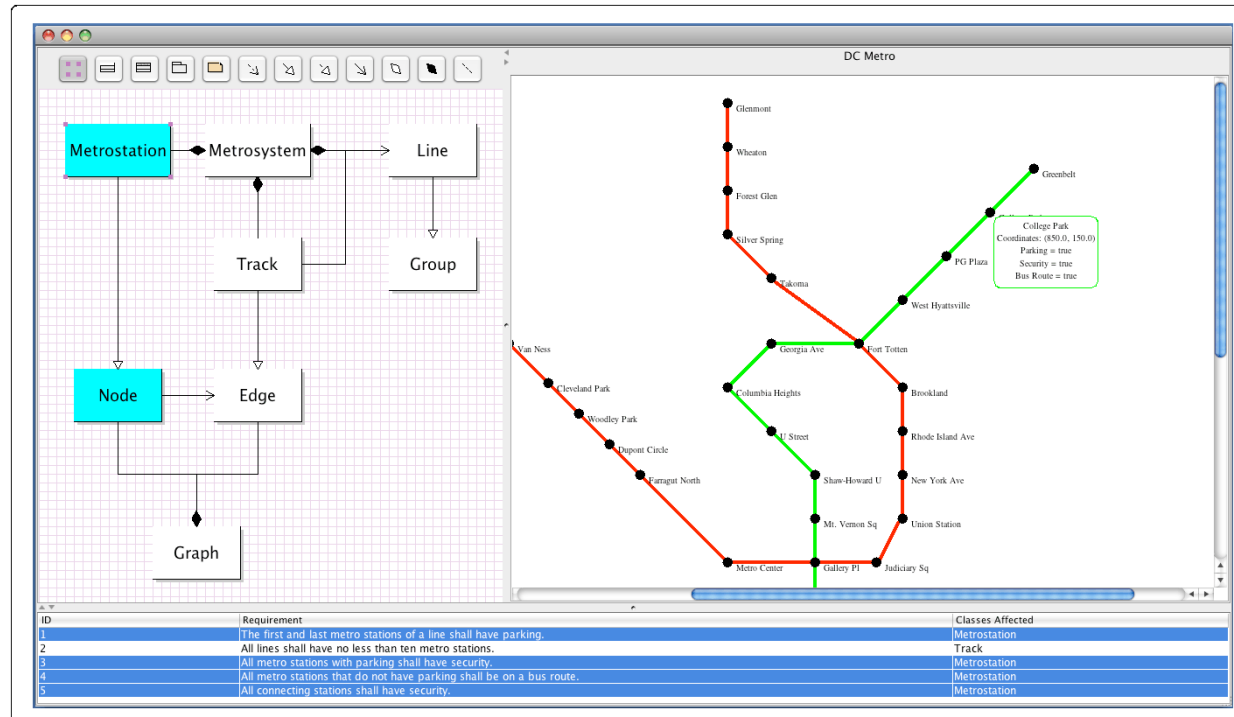 DC Metro
Metrostation
Metrosystem
Line
Track
Group
Node
Edge
Graph
Glenmont
Wheaton
Forest Glen
Silver Spring
Takoma
Greenbelt
College Park
Coordinates: (850.0, 150.0)
Parking = true
Security = true
Bus Route = true
PG Plaza
West Hyattsville
Van Ness
Georgia Ave
Fort Totten
Cleveland Park
Columbia Heights
Brookland
Woodley Park
U Street
Rhode Island Ave
Dupont Circle
Farragut North
Shaw-Howard U
New York Ave
Mt. Vernon Sq
Union Station
Metro Center
Gallery Pl
Judiciary Sq
ID Requirement Classes Affected
1 The first and last metro stations of a line shall have parking. Metrostation
2 All lines shall have no less than ten metro stations. Track
3 All metro stations with parking shall have security. Metrostation
4 All metro stations that do not have parking shall be on a bus route. Metrostation
5 All connecting stations shall have security. Metrostation